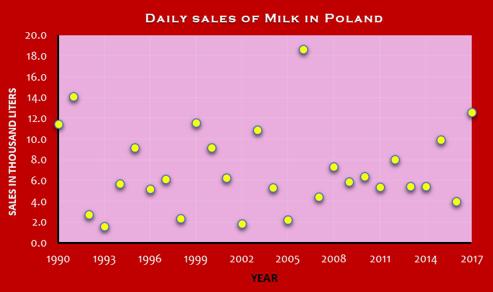 Daily sales of Milk in Poland
20.0
18.0
16.0
14.0
12.0
10.0
8.0
6.0
4.0
2.0
0.0
SALES IN THOUSAND LITERS
1990 1993 1996 1999 2002 2005 2008 2011 2014 2017
YEAR